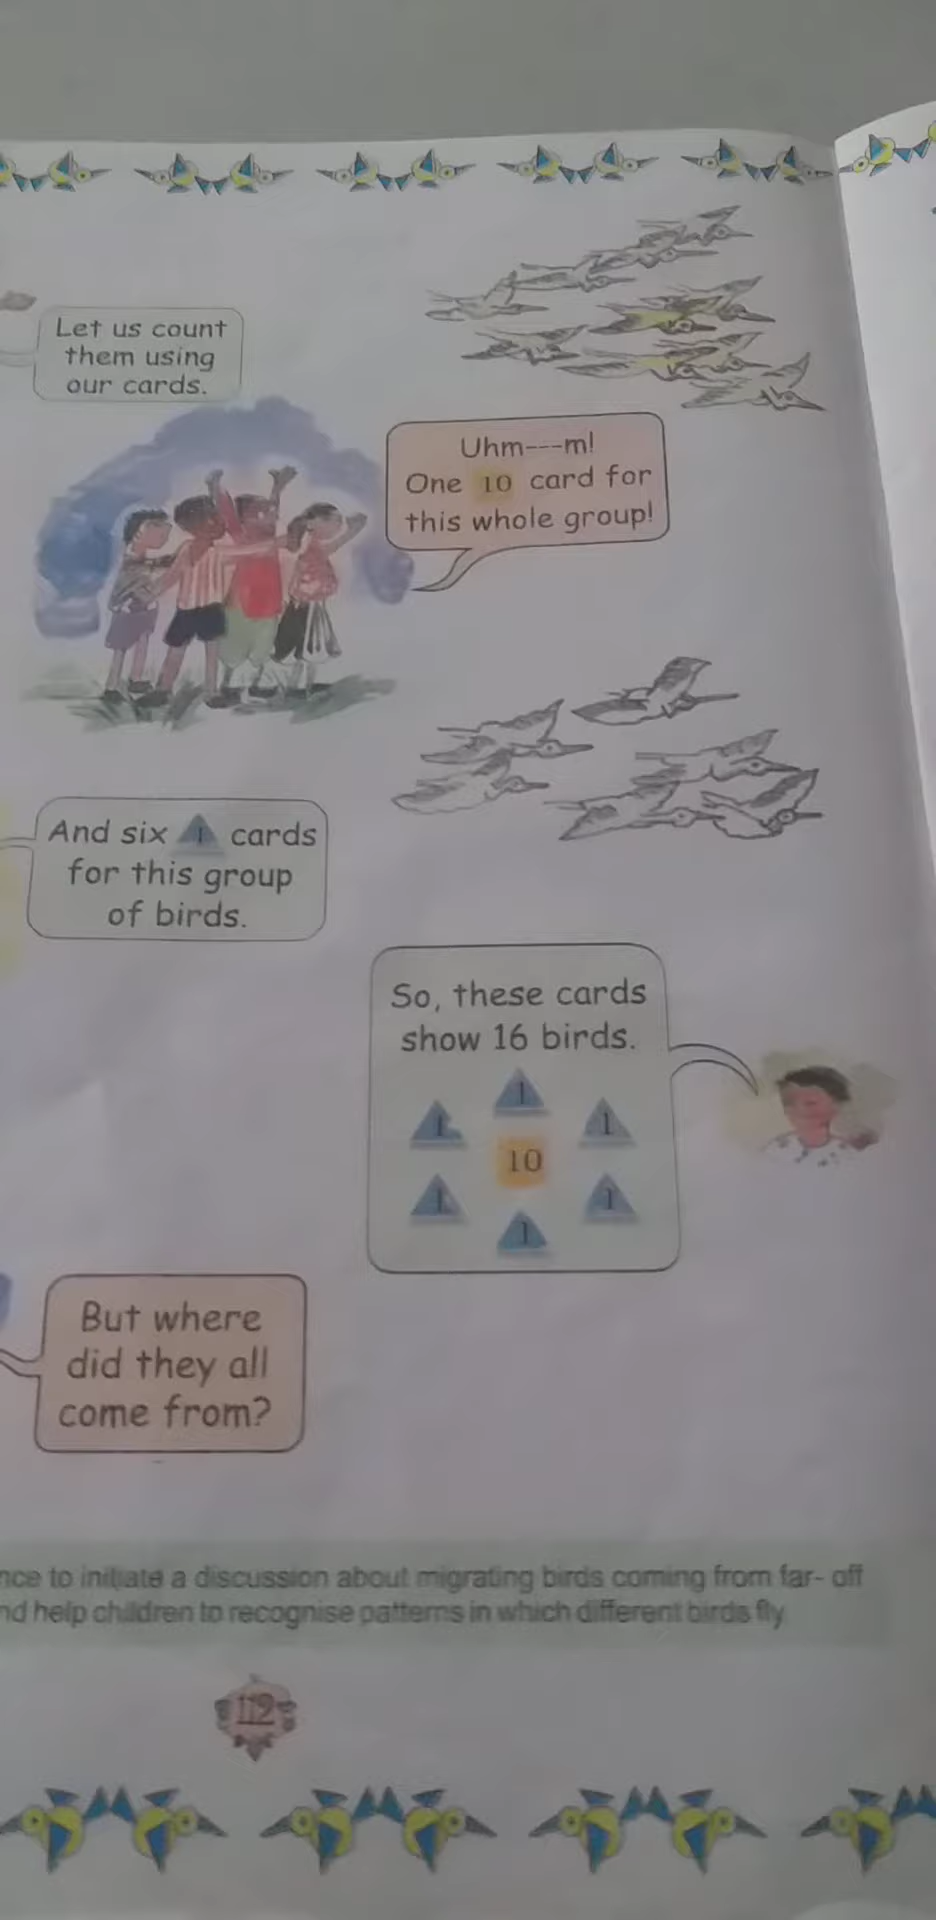 Let us count
them using
our cards.
Uhm---m!
One 10 card for
this whole group!
And six 1 cards
for this group
of birds.
So, these cards
show 16 birds.
1
1 1
10
1 1
1
But where
did they all
come from?
nce to initiate a discussion about migrating birds coming from far- off
nd help children to recognise patterns in which different birds fly
112